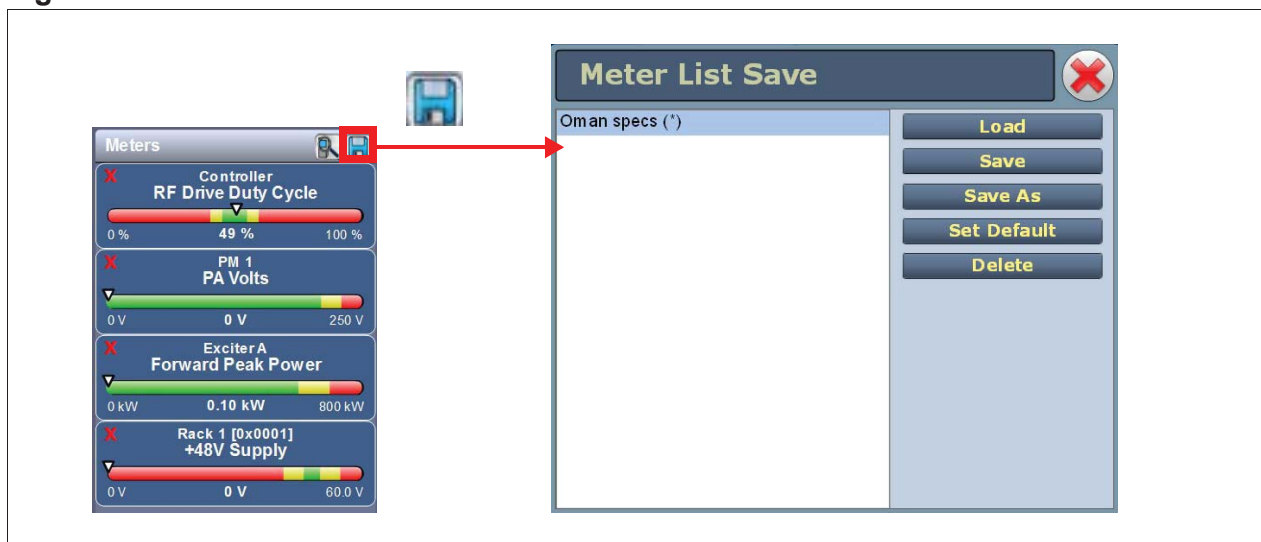 Meters
X
Controller
RF Drive Duty Cycle
0 %
49 %
100 %
X
PM 1
PA Volts
0 V
0 V
250 V
X
Exciter A
Forward Peak Power
0 kW
0.10 kW
800 kW
X
Rack 1 [0x0001]
+48V Supply
0 V
0 V
60.0 V
Meter List Save
Oman specs (*)
Load
Save
Save As
Set Default
Delete